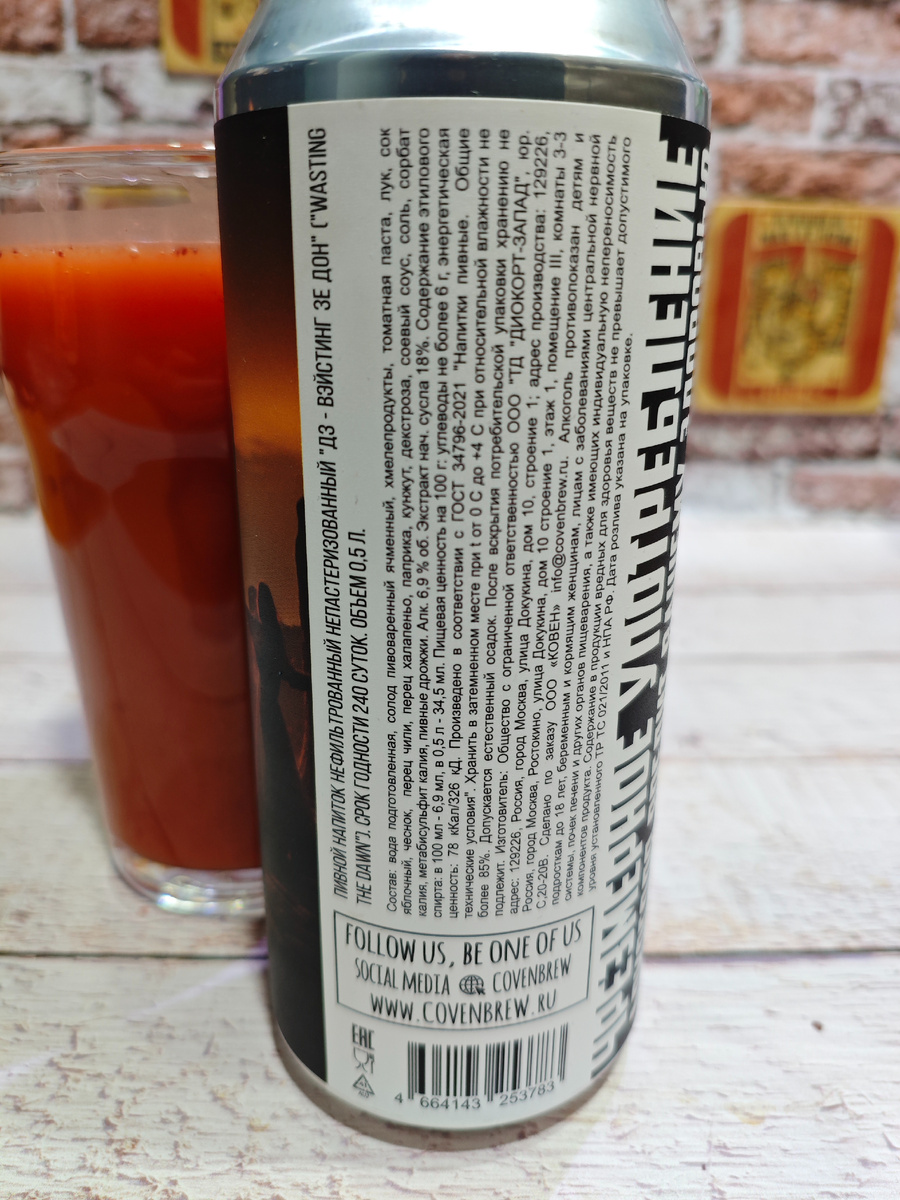 ПИВНОЙ НАПИТОК НЕФИЛЬТРОВАННЫЙ НЕПАСТЕРИЗОВАННЫЙ "ДЗ - ВЭЙСТИНГ ЗЕ ДОН" ("WASTING
THE DAWN"). СРОК ГОДНОСТИ 240 СУТОК. ОБЪЕМ 0,5 Л.
Состав: вода подготовленная, солод пивоваренный ячменный, хмелепродукты, томатная паста, лук, сок
яблочный, чеснок, перец чили, перец халапеньо, паприка, кунжут, декстроза, соевый соус, соль, сорбат
калия, метабисульфит калия, пивные дрожжи. Алк. 6,9 % об. Экстракт нач. сусла 18%. Содержание этилового
спирта: в 100 мл - 6,9 мл, в 0,5 л - 34,5 мл. Пищевая ценность на 100 г: углеводы не более 6 г, энергетическая
ценность: 78 кКал/326 кД. Произведено в соответствии с ГОСТ 34796-2021 "Напитки пивные. Общие
технические условия". Хранить в затемненном месте при t от 0 С до +4 С при относительной влажности не
более 85%. Допускается естественный осадок. После вскрытия потребительской упаковки хранению не
подлежит. Изготовитель: Общество с ограниченной ответственностью ООО "ТД "ДИОКОРТ-ЗАПАД", юр.
адрес: 129226, Россия, город Москва, улица Докукина, дом 10, строение 1; адрес производства: 129226,
Россия, город Москва, Ростокино, улица Докукина, дом 10 строение 1, этаж 1, помещение III, комнаты 3-3
С,20-20В. Сделано по заказу ООО «КОВЕН» info@covenbrew.ru. Алкоголь противопоказан детям и
подросткам до 18 лет, беременным и кормящим женщинам, лицам с заболеваниями центральной нервной
системы, почек печени и других органов пищеварения, а также имеющих индивидуальную непереносимость
компонентов продукта. Содержание в продукции вредных для здоровья веществ не превышает допустимого
уровня установленного ТР ТС 021/2011 и НПА РФ. Дата розлива указана на упаковке.
ЧРЕЗМЕРНОЕ УПОТРЕБЛЕНИЕ
FOLLOW US, BE ONE OF US
SOCIAL MEDIA COVENBREW
WWW.COVENBREW.RU
EAC
41
ALU
4 664143 253783